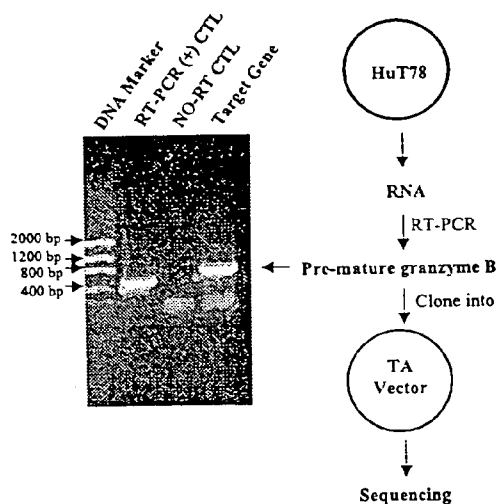 DNA Marker
RT-PCR (+) CTL
NO-RT CTL
Target Gene
2000 bp
1200 bp
800 bp
400 bp
HuT78
RNA
RT-PCR
Pre-mature granzyme B
Clone into
TA
Vector
Sequencing